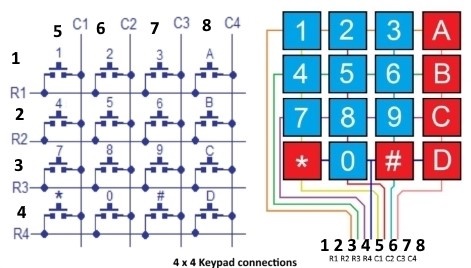 5 C1 6 C2 7 C3 8 C4
1 1 2 3 A
R1
2 4 5 6 B
R2
3 7 8 9 C
R3
4 * 0 # D
R4
1 2 3 A
4 5 6 B
7 8 9 C
* 0 # D
1 2 3 4 5 6 7 8
R1 R2 R3 R4 C1 C2 C3 C4
4 x 4 Keypad connections